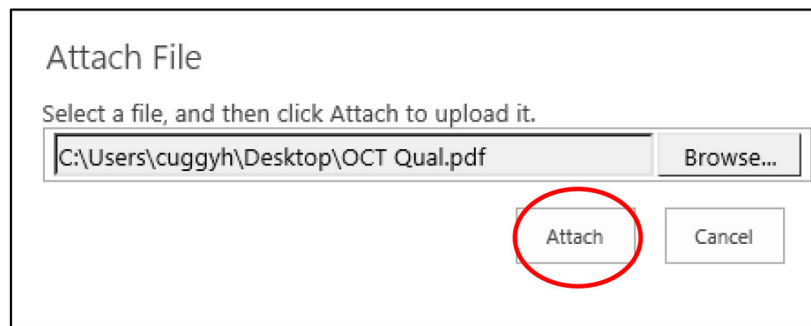 Attach File
Select a file, and then click Attach to upload it.
C:\Users\cuggyh\Desktop\OCT Qual.pdf Browse...
Attach Cancel